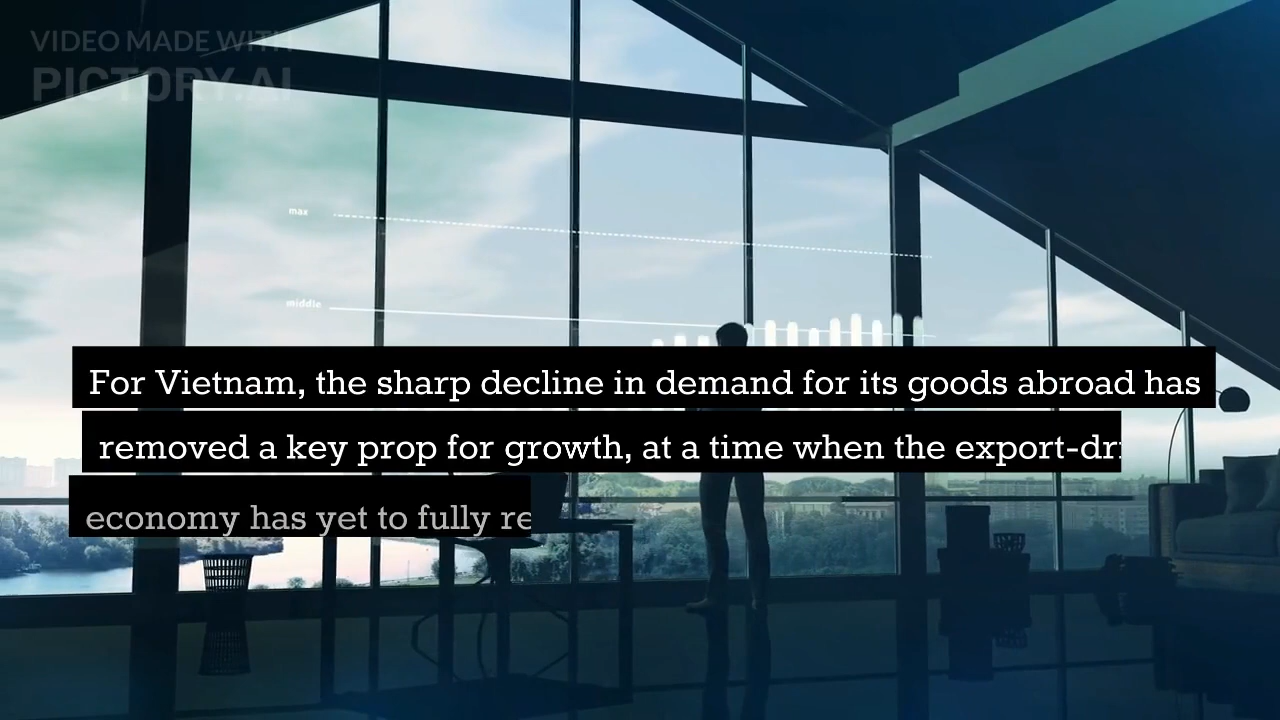 VIDEO MADE WITH
PICTORY.AI
max
middle
For Vietnam, the sharp decline in demand for its goods abroad has
removed a key prop for growth, at a time when the
economy has yet to fully